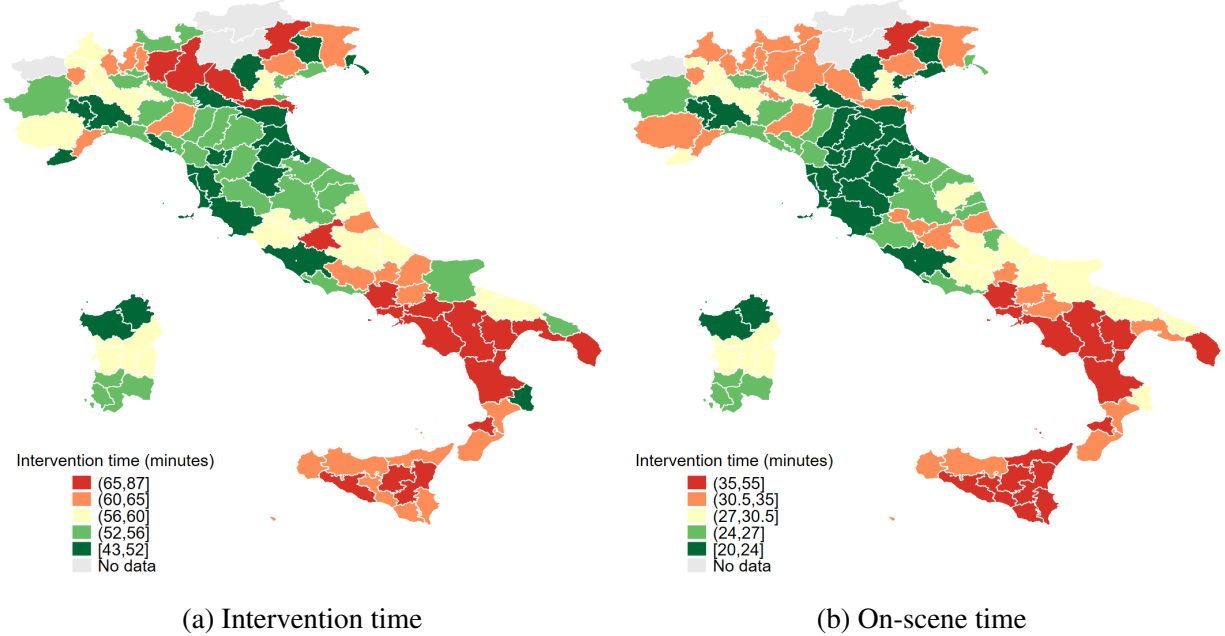 Intervention time (minutes)
(65,87]
(60,65]
(56,60]
(52,56]
[43,52]
No data
(a) Intervention time
Intervention time (minutes)
(35,55]
(30.5,35]
(27,30.5]
(24,27]
[20,24]
No data
(b) On-scene time